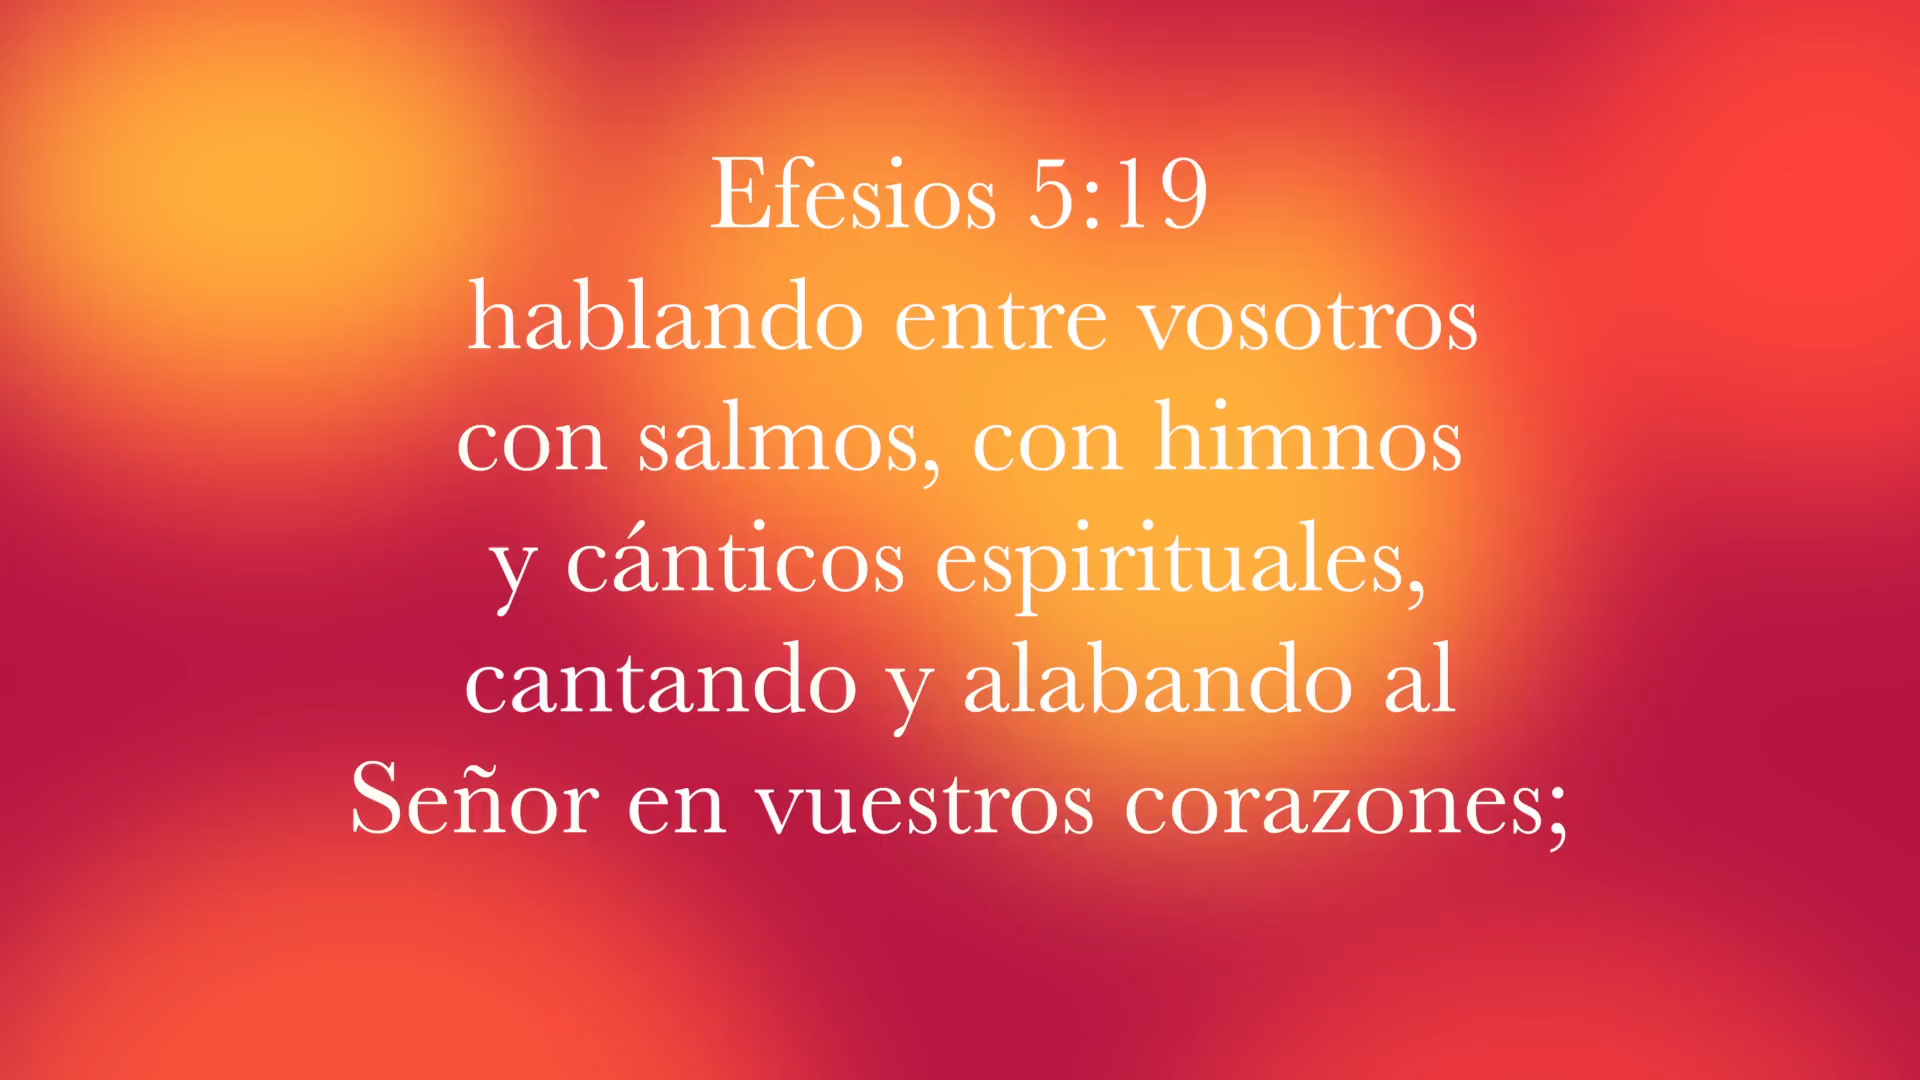 Efesios 5:19
hablando entre vosotros
con salmos, con himnos
y cánticos espirituales,
cantando y alabando al
Señor en vuestros corazones;